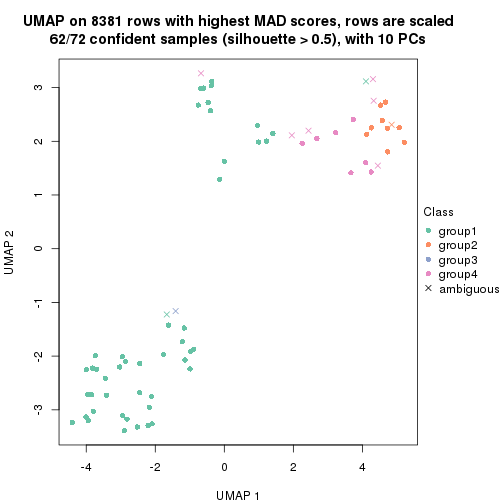 UMAP on 8381 rows with highest MAD scores, rows are scaled
62/72 confident samples (silhouette > 0.5), with 10 PCs
3
2
1
0
-1
-2
-3
UMAP 2
-4
-2
0
2
4
UMAP 1
Class
group1
group2
group3
group4
ambiguous